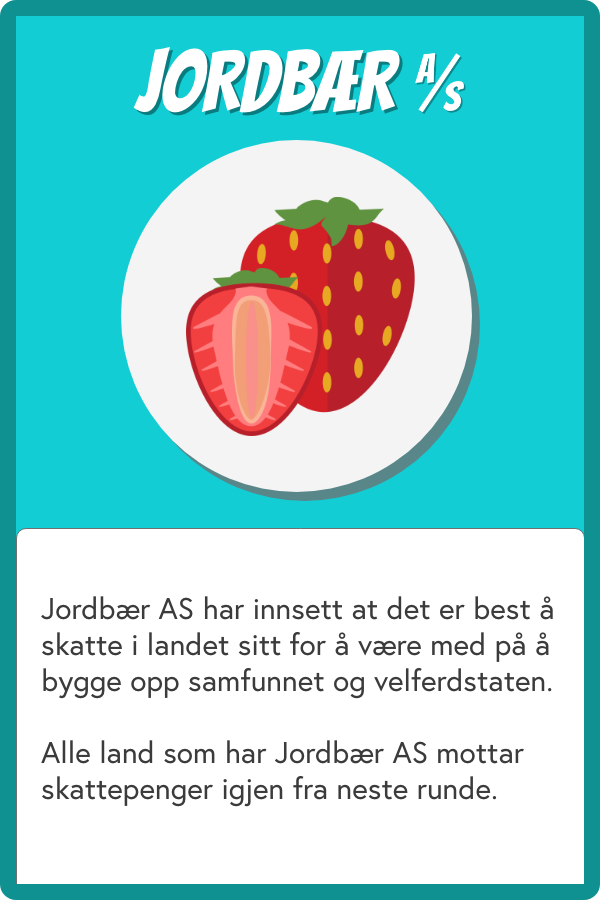 JORDBÆR A/S
Jordbær AS har innsett at det er best å
skatte i landet sitt for å være med på å
bygge opp samfunnet og velferdstaten.
Alle land som har Jordbær AS mottar
skattepenger igjen fra neste runde.